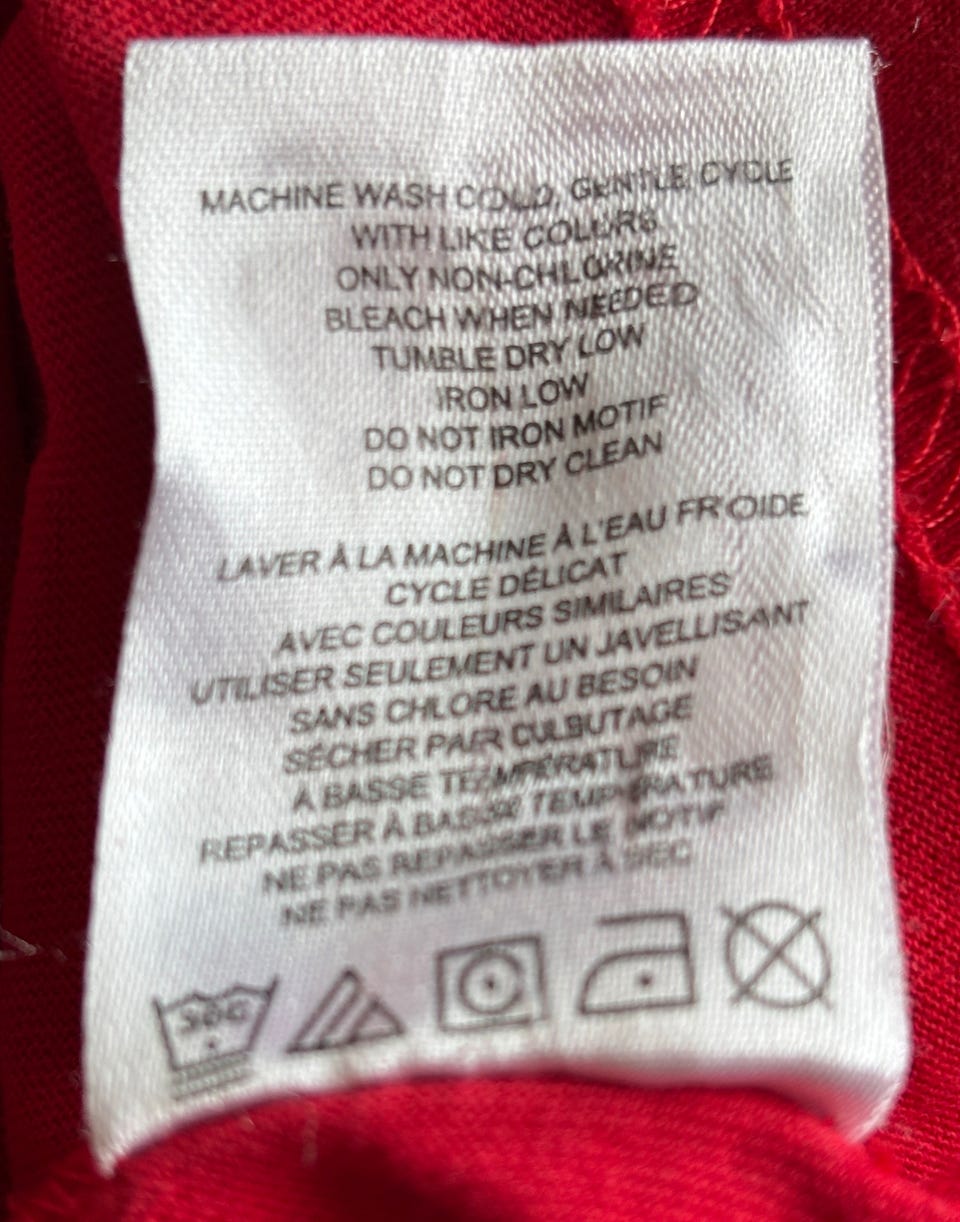 MACHINE WASH COLD, GENTLE CYCLE
WITH LIKE COLORS
ONLY NON-CHLORINE
BLEACH WHEN NEEDED
TUMBLE DRY LOW
IRON LOW
DO NOT IRON MOTIF
DO NOT DRY CLEAN
LAVER À LA MACHINE À L'EAU FROIDE
CYCLE DÉLICAT
AVEC COULEURS SIMILAIRES
UTILISER SEULEMENT UN JAVELLISANT
SANS CHLORE AU BESOIN
SÉCHER PAR CULBUTAGE
À BASSE TEMPÉRATURE
REPASSER À BASSE TEMPÉRATURE
NE PAS REPASSER LE MOTIF
NE PAS NETTOYER À SEC
30C